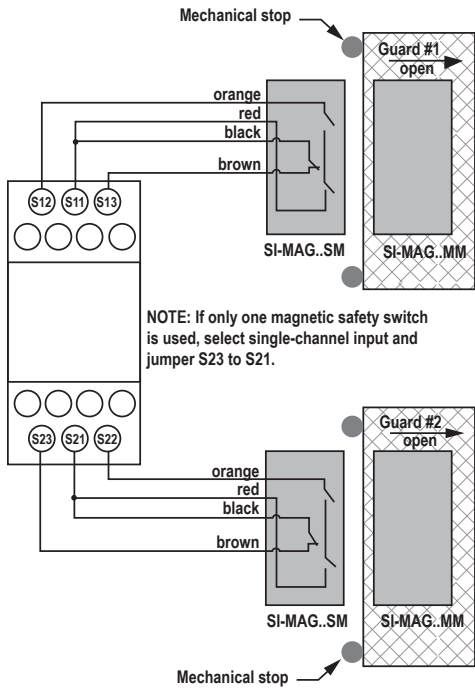 Mechanical stop
Guard #1
open
orange
red
black
brown
S12 S11 S13
SI-MAG..SM SI-MAG..MM
NOTE: If only one magnetic safety switch
is used, select single-channel input and
jumper S23 to S21.
S23 S21 S22
Guard #2
open
orange
red
black
brown
SI-MAG..SM SI-MAG..MM
Mechanical stop